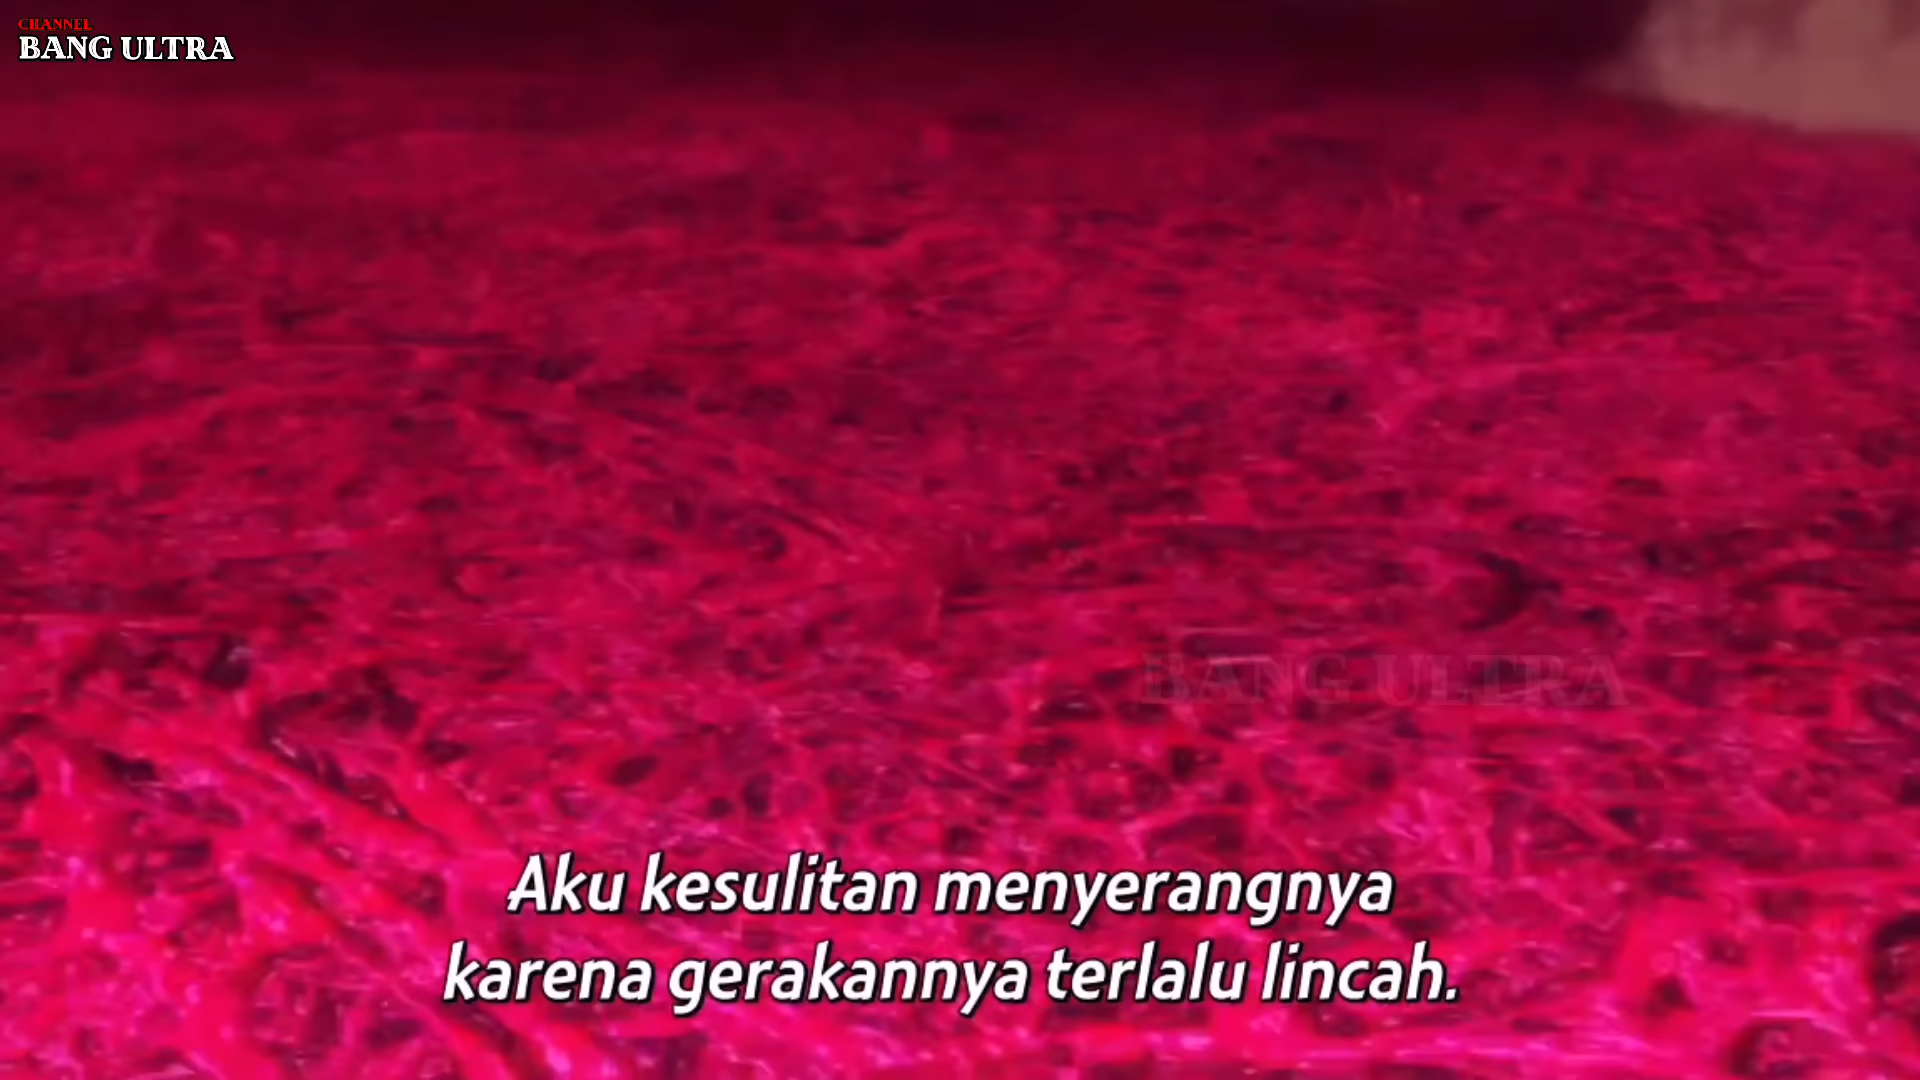 CHANNEL
BANG ULTRA
BANG ULTRA
Aku kesulitan menyerangnya
karena gerakannya terlalu lincah.